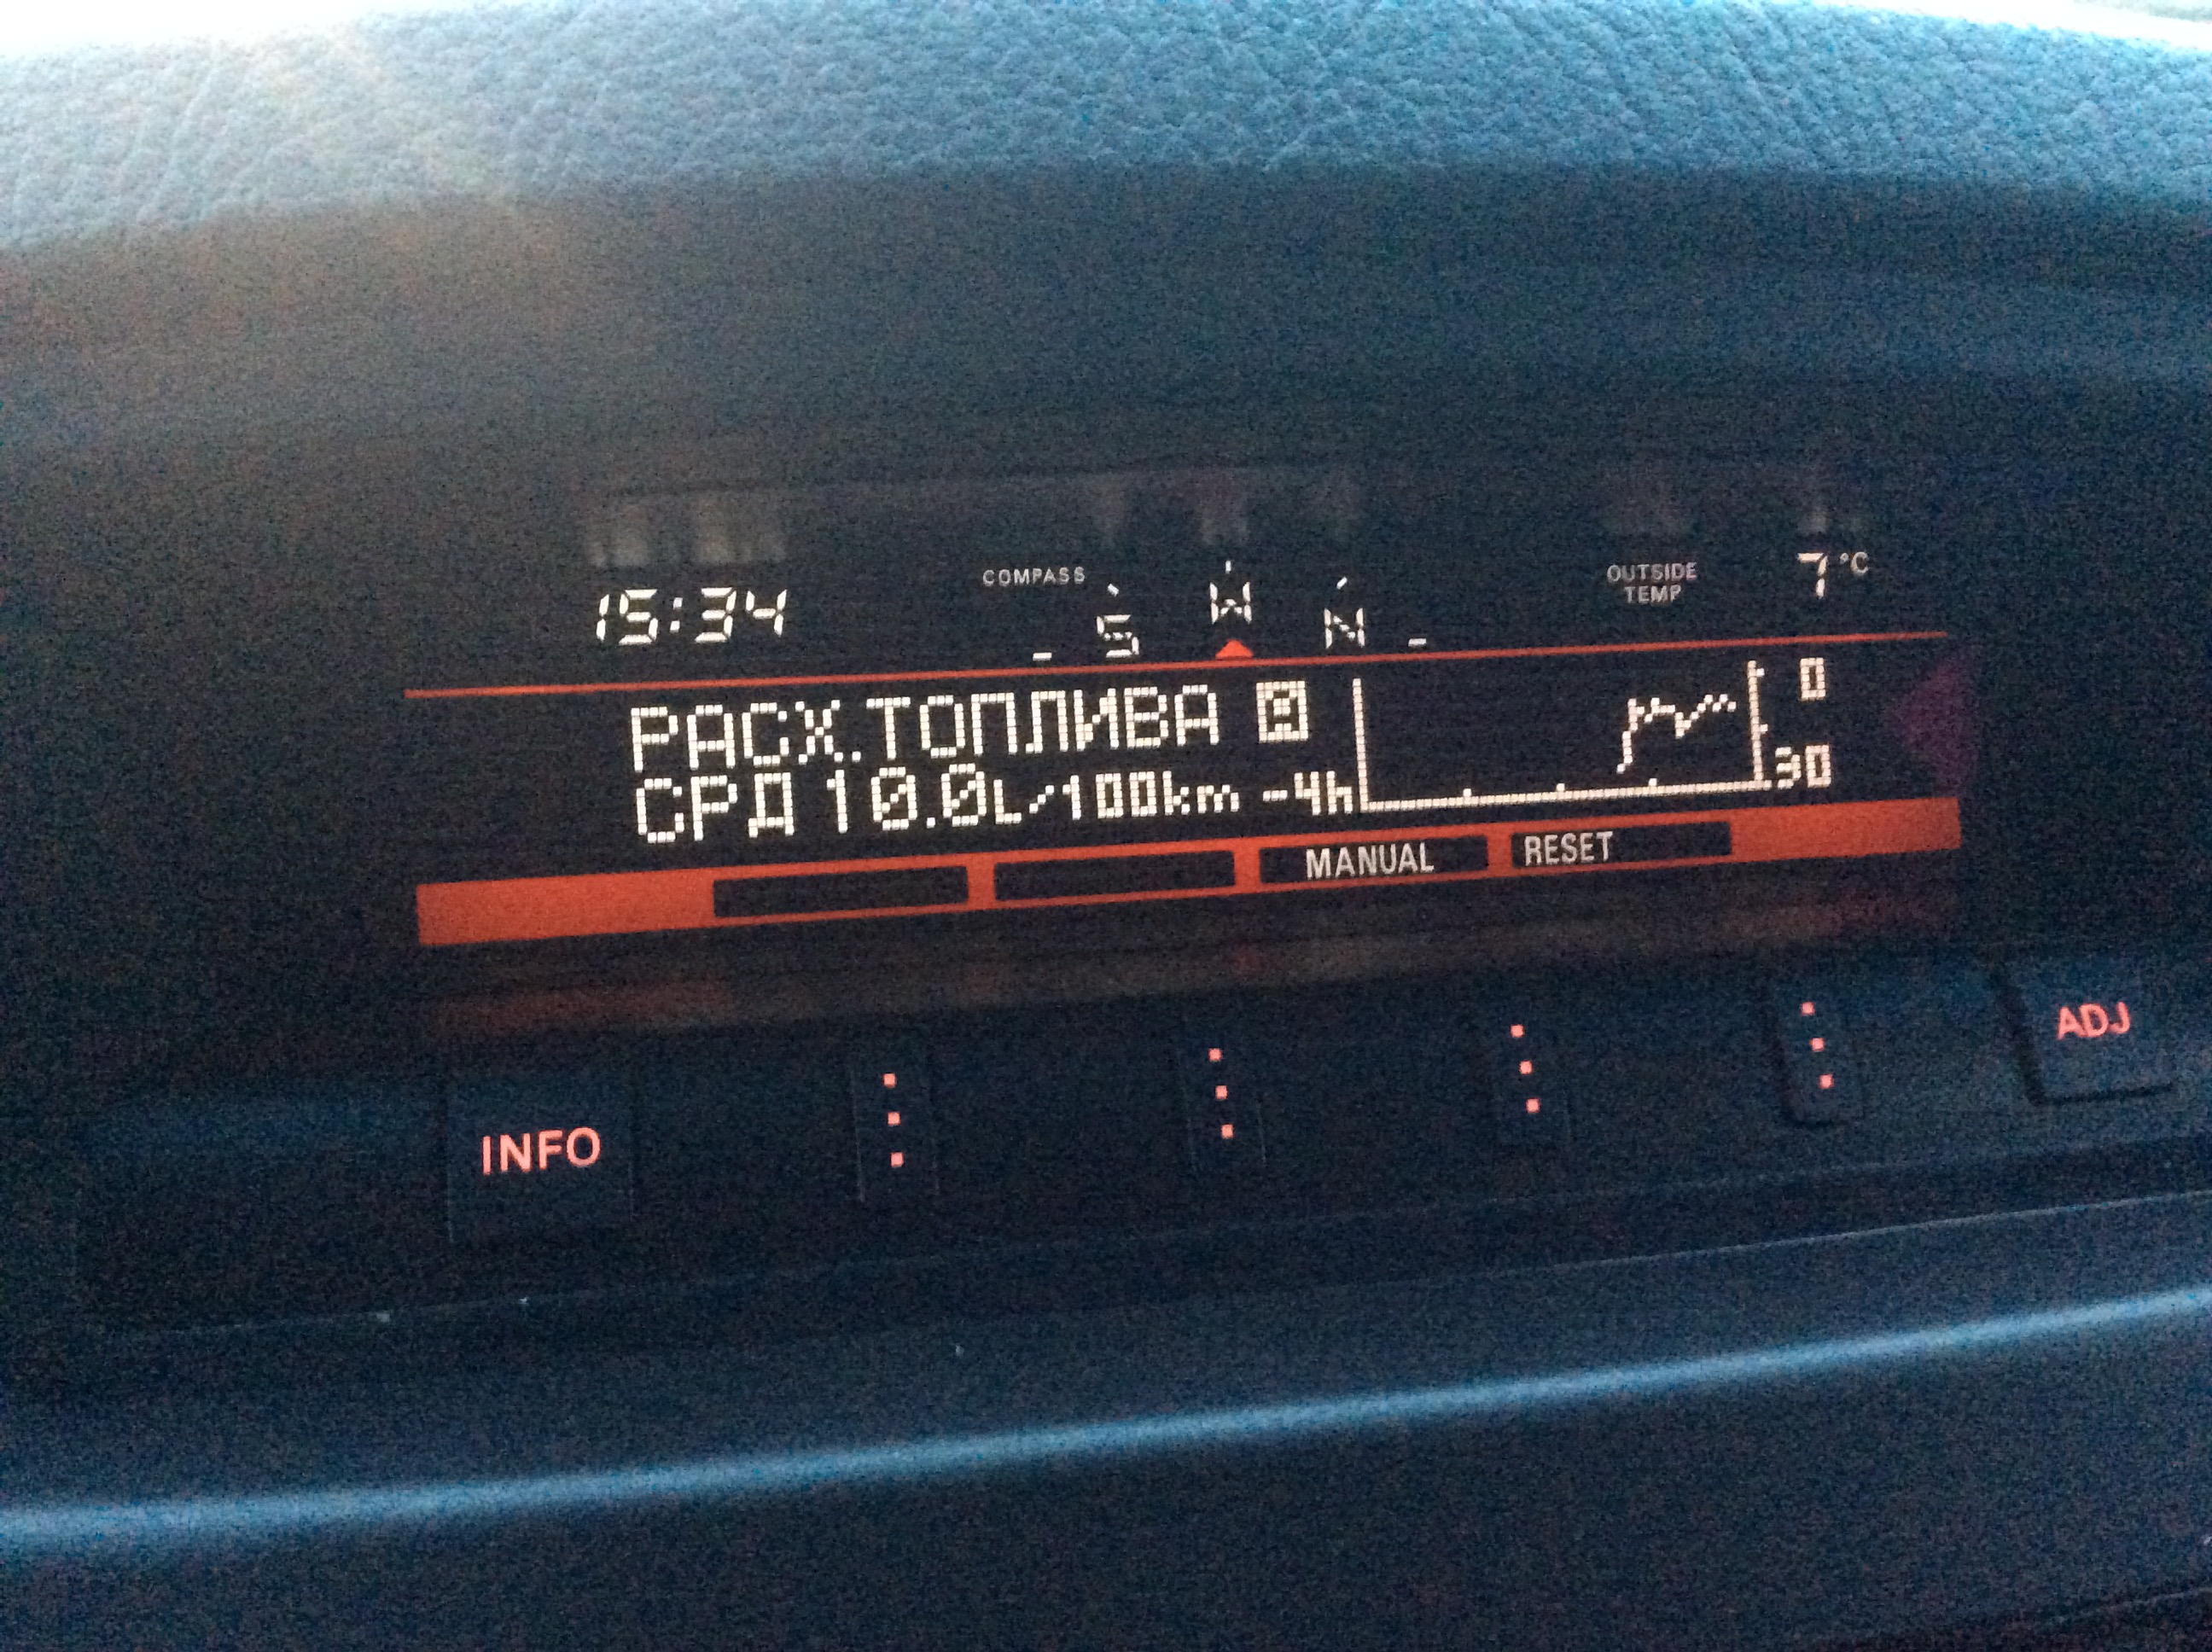 15:34
COMPASS
S W N
OUTSIDE
TEMP
7 °C
РАСХ.ТОПЛИВА A
СРД 10.0L/100km -4h
0
30
MANUAL
RESET
INFO
ADJ